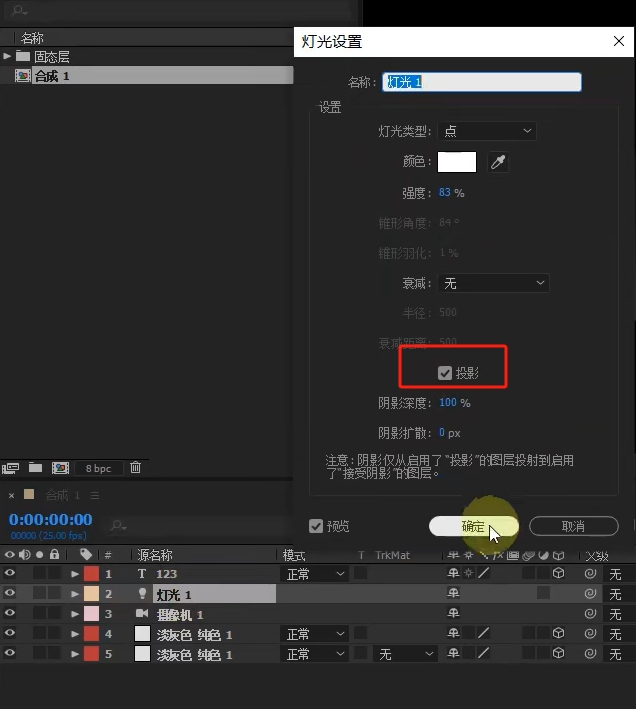 名称
固态层
合成 1
灯光设置
名称:
灯光 1
设置
灯光类型: 点
颜色:
强度: 83 %
锥形角度: 84 °
锥形羽化: 1 %
衰减: 无
半径: 500
衰减距离: 500
投影
阴影深度: 100 %
阴影扩散: 0 px
注意: 阴影仅从启用了“投影”的图层投射到启用
了“接受阴影”的图层。
预览 确定 取消
8 bpc
× 合成 1
0:00:00:00
00000 (25.00 fps)
# 源名称 模式 T TrkMat fx 父级
1 T 123 正常 无
2 灯光 1 无
3 摄像机 1 无
4 淡灰色 纯色 1 正常 无
5 淡灰色 纯色 1 正常 无 无